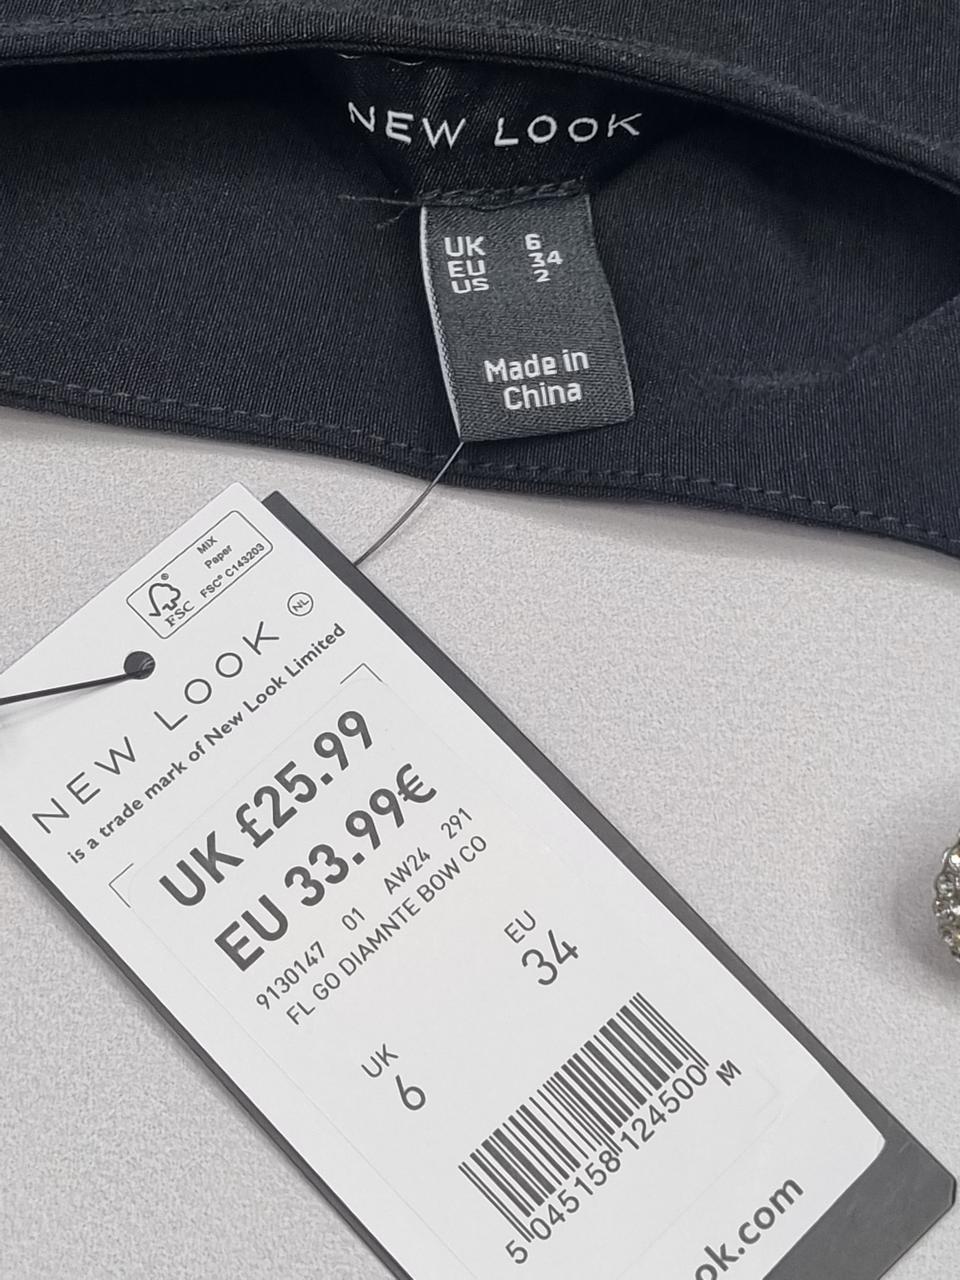 NEW LOOK
UK 6
EU 34
US 2
Made in
China
MIX
Paper
FSC® C143203
FSC
NL
NEW LOOK
is a trade mark of New Look Limited
UK £25.99
EU 33.99€
9130147 01 AW24 291
FL GO DIAMNTE BOW CO
EU
34
UK
6
5 045158 124500 M
ok.com